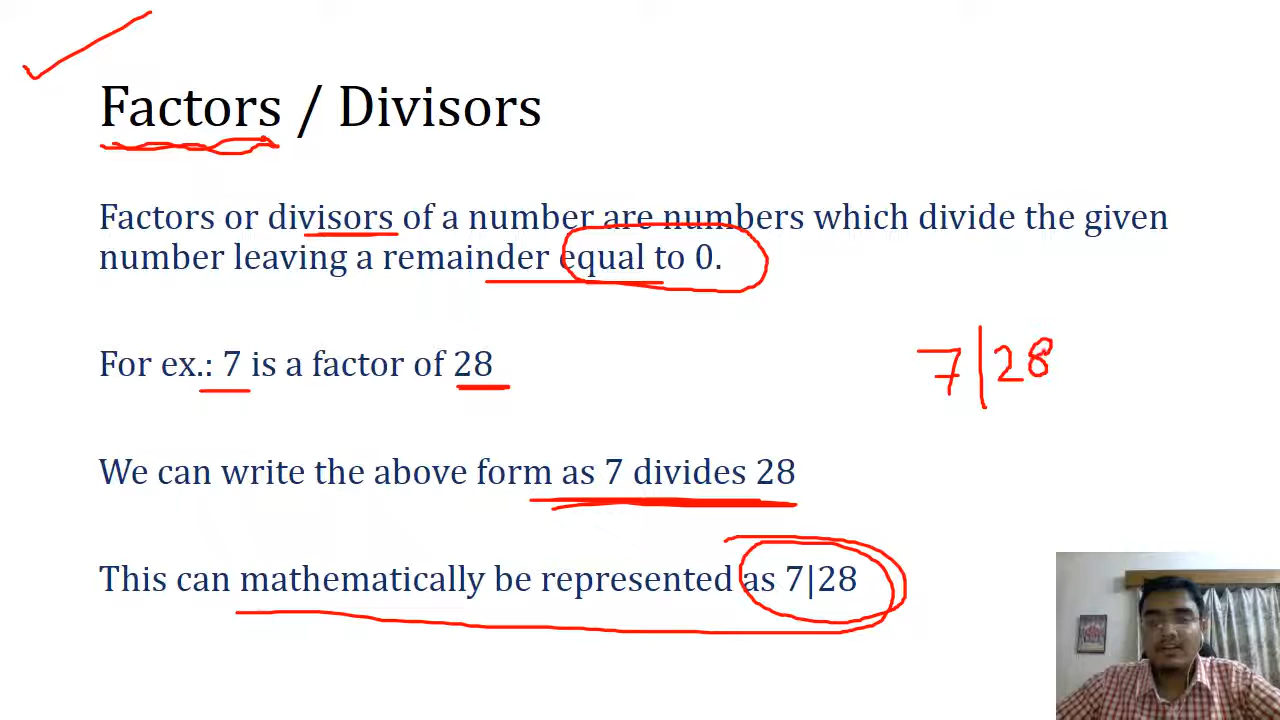 Factors / Divisors
Factors or divisors of a number are numbers which divide the given
number leaving a remainder equal to 0.
For ex.: 7 is a factor of 28
7|28
We can write the above form as 7 divides 28
This can mathematically be represented as 7|28